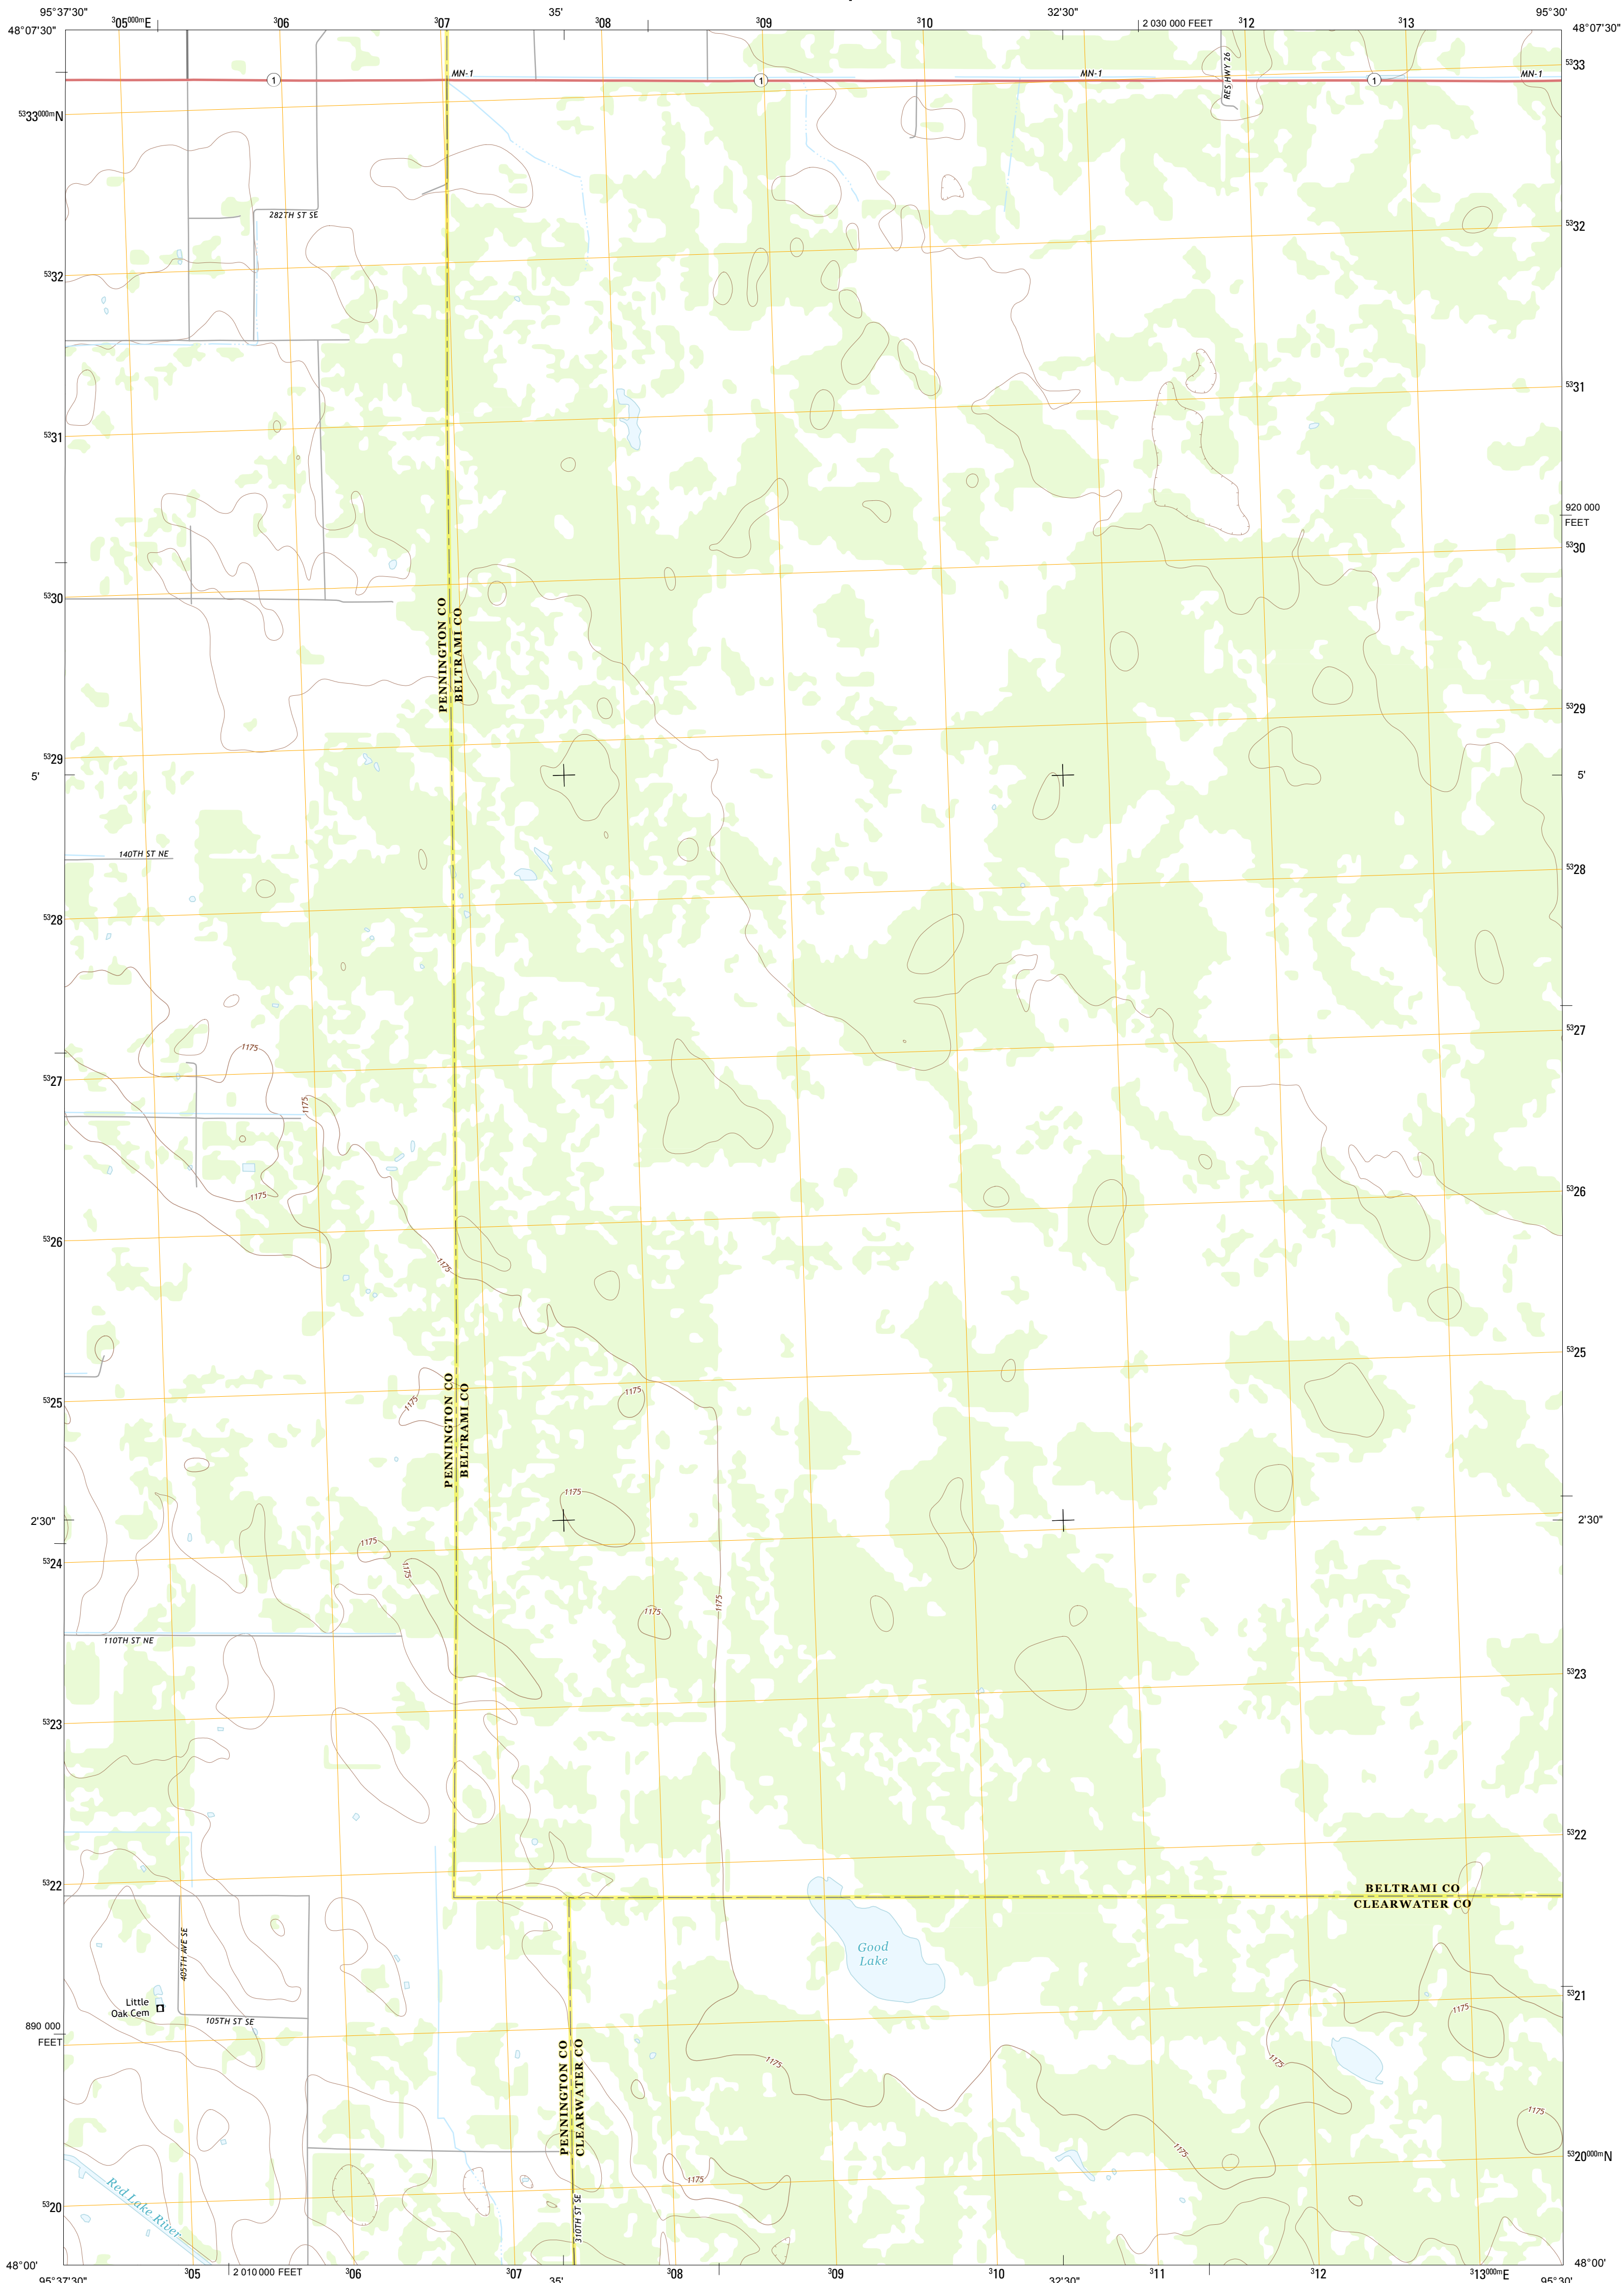 95°37'30"
35'
32'30"
2 030 000 FEET
95°30'
³05⁰⁰⁰ᵐE
³06
³07
³08
³09
³10
³12
³13
48°07'30"
48°07'30"
⁵³33
MN-1
MN-1
MN-1
1
1
1
RES HWY 26
⁵³33⁰⁰⁰ᵐN
282TH ST SE
⁵³32
⁵³32
⁵³31
⁵³31
920 000
FEET
⁵³30
⁵³30
PENNINGTON CO
BELTRAMI CO
⁵³29
⁵³29
5'
5'
140TH ST NE
⁵³28
⁵³28
⁵³27
1175
⁵³27
1175
1175
⁵³26
⁵³26
1175
⁵³25
1175
1175
⁵³25
PENNINGTON CO
BELTRAMI CO
1175
2'30"
2'30"
1175
⁵³24
1175
1175
1175
110TH ST NE
⁵³23
⁵³23
⁵³22
⁵³22
BELTRAMI CO
CLEARWATER CO
405TH AVE SE
Good
Lake
Little
Oak Cem
105TH ST SE
⁵³21
1175
890 000
FEET
PENNINGTON CO
CLEARWATER CO
1175
1175
1175
1175
1175
⁵³20⁰⁰⁰ᵐN
Red Lake River
310TH ST SE
⁵³20
48°00'
48°00'
³05
2 010 000 FEET
³06
³07
³08
³09
³10
³11
³12
³13⁰⁰⁰ᵐE
95°37'30"
35'
32'30"
95°30'